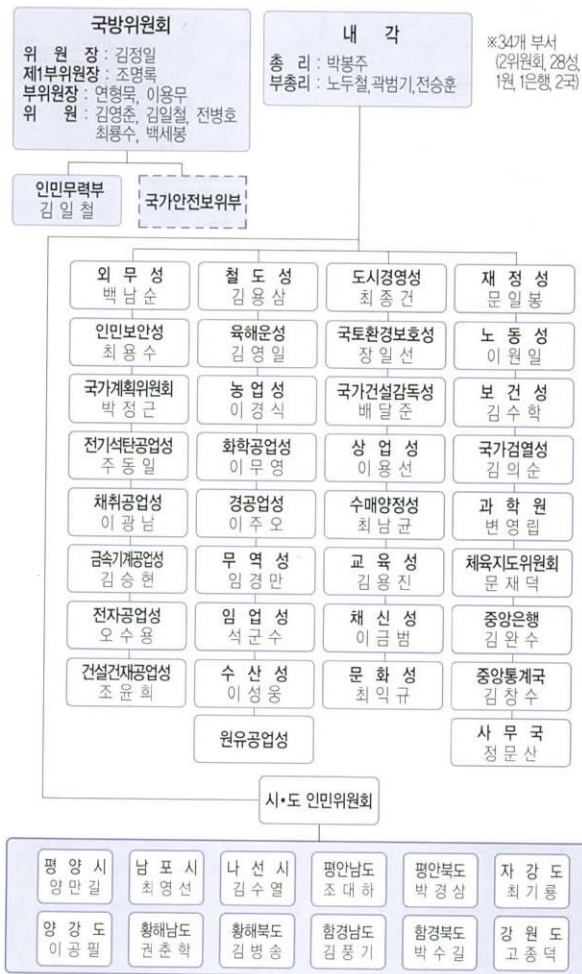 국방위원회
위 원 장 : 김정일
제1부위원장 : 조명록
부위원장 : 연형묵, 이용무
위 원 : 김영춘, 김일철, 전병호
최룡수, 백세봉
내 각
총 리 : 박봉주
부총리 : 노두철,곽범기,전승훈
※34개 부서
(2위원회, 28성,
1원, 1은행, 2국)
인민무력부
김 일 철
국가안전보위부
외 무 성
백 남 순
철 도 성
김 용 삼
도시경영성
최 종 건
재 정 성
문 일 봉
인민보안성
최 용 수
육해운성
김 영 일
국토환경보호성
장 일 선
노 동 성
이 원 일
국가계획위원회
박 정 근
농 업 성
이 경 식
국가건설감독성
배 달 준
보 건 성
김 수 학
전기석탄공업성
주 동 일
화학공업성
이 무 영
상 업 성
이 용 선
국가검열성
김 의 순
채취공업성
이 광 남
경공업성
이 주 오
수매양정성
최 남 균
과 학 원
변 영 립
금속기계공업성
김 승 현
무 역 성
임 경 만
교 육 성
김 용 진
체육지도위원회
문 재 덕
전자공업성
오 수 용
임 업 성
석 군 수
채 신 성
이 금 범
중앙은행
김 완 수
건설건재공업성
조 윤 희
수 산 성
이 성 웅
문 화 성
최 익 규
중앙통계국
김 창 수
원유공업성
사 무 국
정 문 산
시•도 인민위원회
평 양 시
양 만 길
남 포 시
최 영 선
나 선 시
김 수 열
평안남도
조 대 하
평안북도
박 경 삼
자 강 도
최 기 룡
양 강 도
이 공 필
황해남도
권 춘 학
황해북도
김 병 송
함경남도
김 풍 기
함경북도
박 수 길
강 원 도
고 종 덕